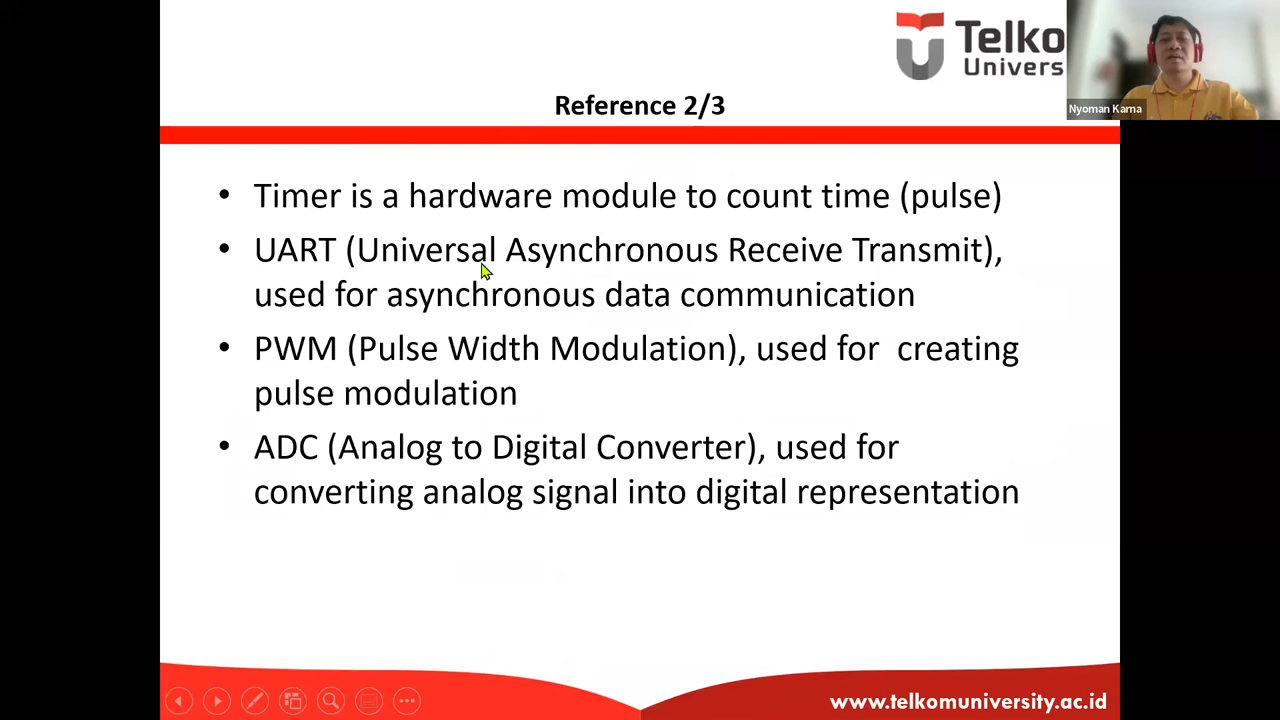 Telko
Univers
Nyoman Karna
Reference 2/3
• Timer is a hardware module to count time (pulse)
• UART (Universal Asynchronous Receive Transmit),
used for asynchronous data communication
• PWM (Pulse Width Modulation), used for  creating
pulse modulation
• ADC (Analog to Digital Converter), used for
converting analog signal into digital representation
www.telkomuniversity.ac.id